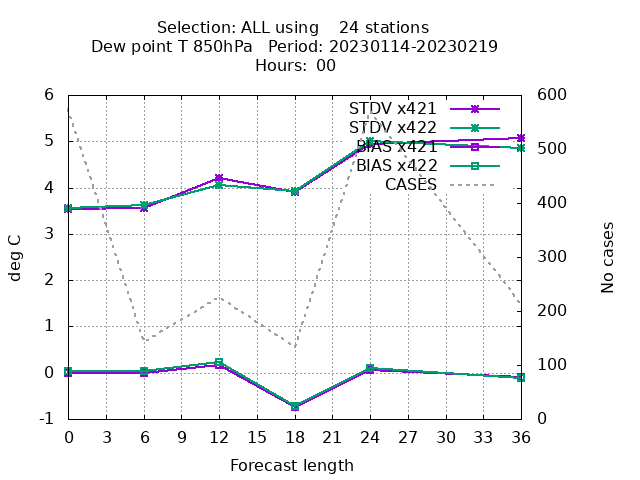 Selection: ALL using    24 stations
Dew point T 850hPa   Period: 20230114-20230219
Hours:  00
6 600
STDV x421
STDV x422
5 500
BIAS x421
BIAS x422
CASES
4 400
3 300
deg C
No cases
2 200
1
0 100
-1 0
0 3 6 9 12 15 18 21 24 27 30 33 36
Forecast length